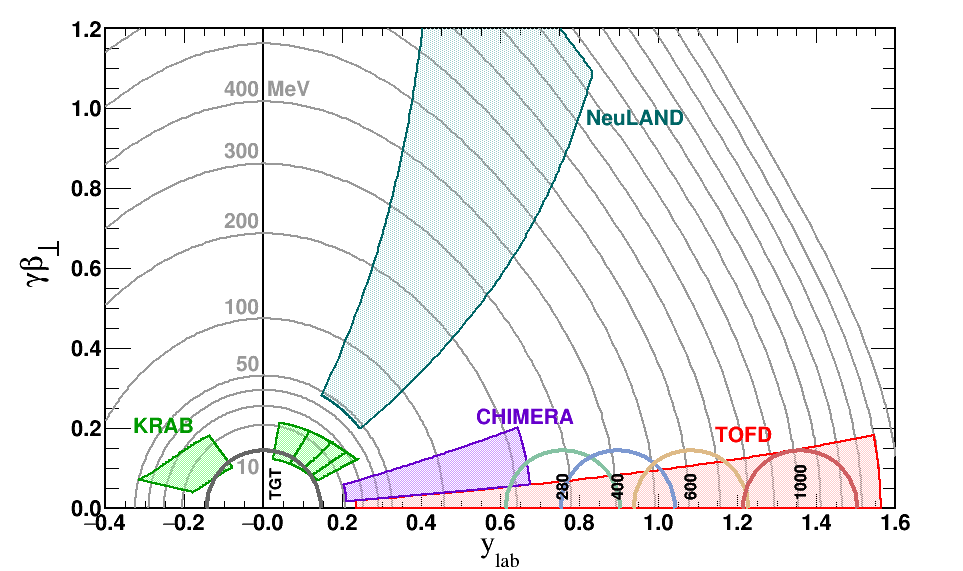 1.2
1.0
0.8
0.6
0.4
0.2
0.0
γβ⊥
400 MeV
300
200
100
50
10
NeuLAND
KRAB
CHIMERA
TOFD
TGT
280
400
600
1000
−0.4 −0.2 −0.0 0.2 0.4 0.6 0.8 1.0 1.2 1.4 1.6
y lab